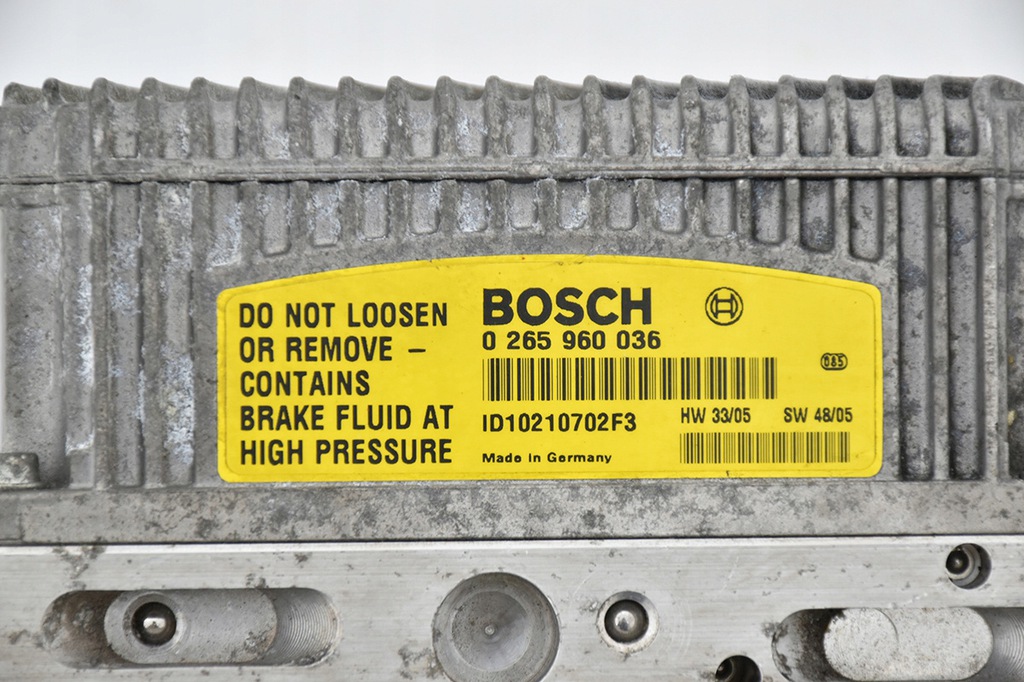 DO NOT LOOSEN
OR REMOVE –
CONTAINS
BRAKE FLUID AT
HIGH PRESSURE
BOSCH
0 265 960 036
085
ID10210702F3
HW 33/05 SW 48/05
Made in Germany